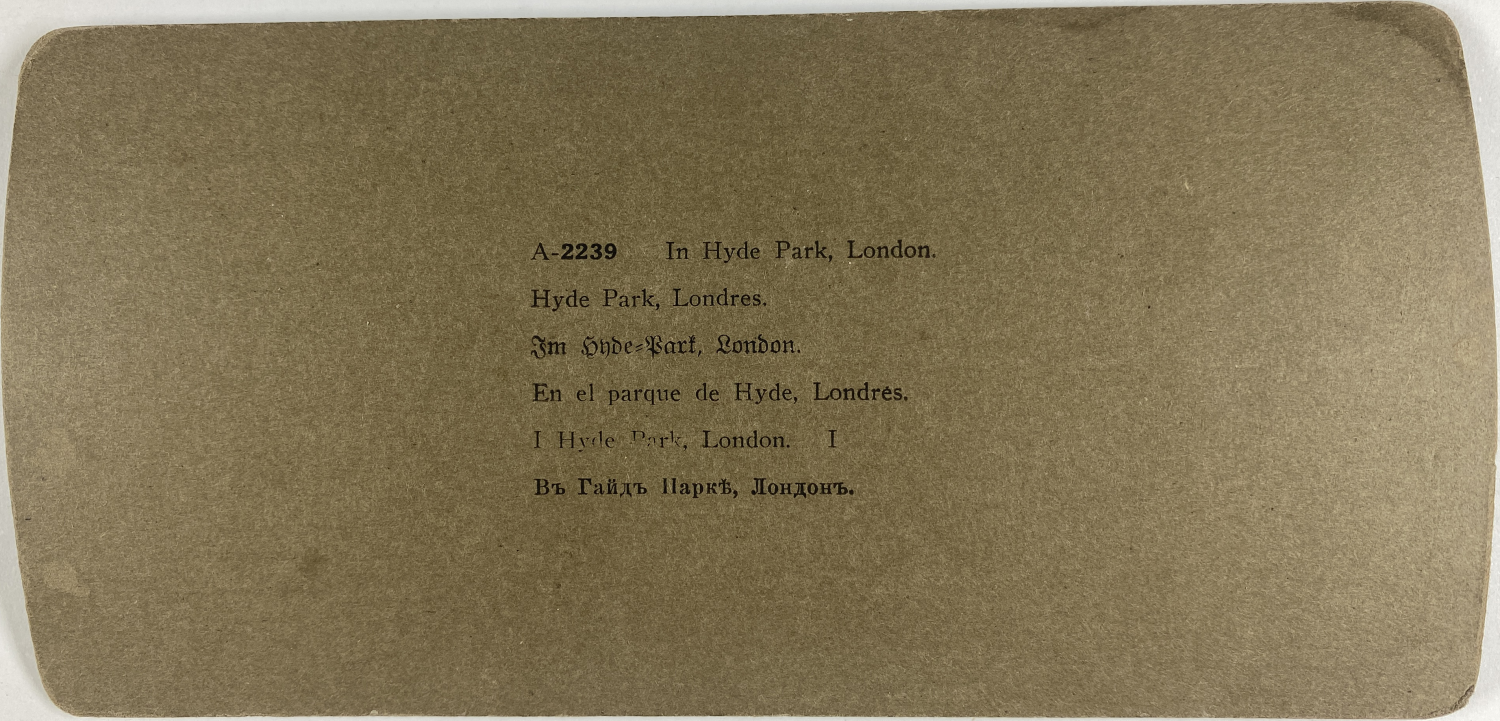 A-2239 In Hyde Park, London.
Hyde Park, Londres.
Im Hyde-Park, London.
En el parque de Hyde, Londres.
I Hyde Park, London. I
Въ Гайдъ Паркѣ, Лондонъ.